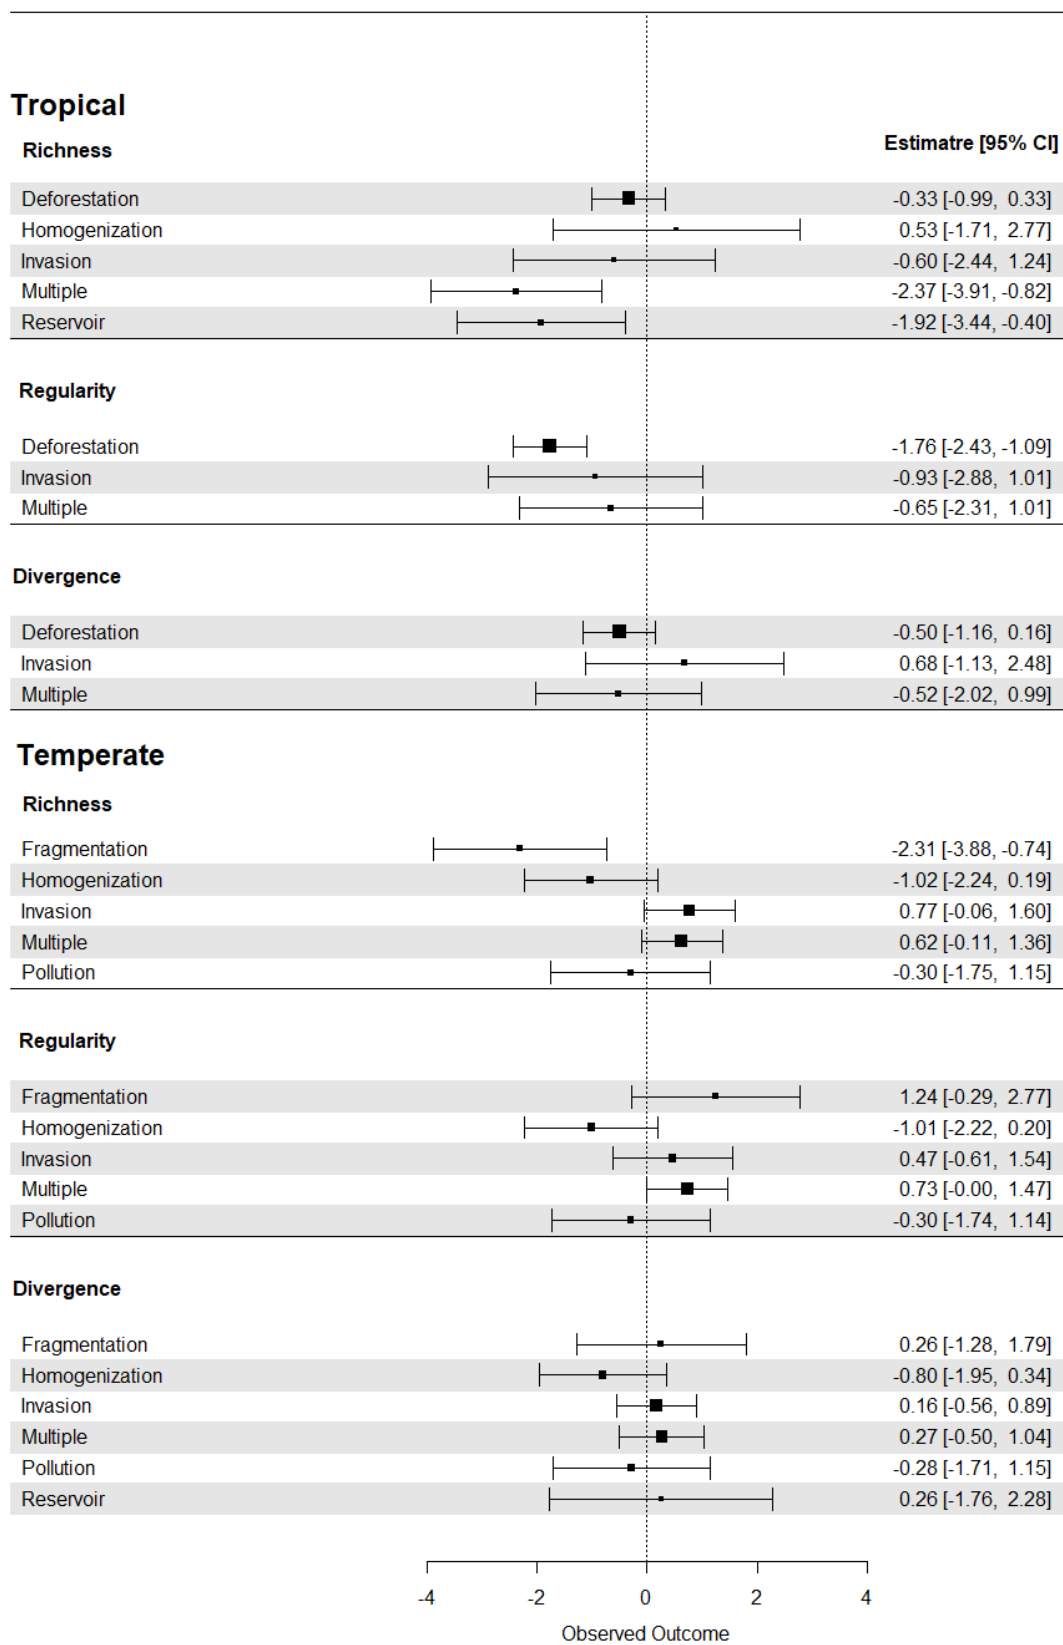 Tropical
Richness Estimatre [95% CI]
Deforestation -0.33 [-0.99, 0.33]
Homogenization 0.53 [-1.71, 2.77]
Invasion -0.60 [-2.44, 1.24]
Multiple -2.37 [-3.91, -0.82]
Reservoir -1.92 [-3.44, -0.40]
Regularity
Deforestation -1.76 [-2.43, -1.09]
Invasion -0.93 [-2.88, 1.01]
Multiple -0.65 [-2.31, 1.01]
Divergence
Deforestation -0.50 [-1.16, 0.16]
Invasion 0.68 [-1.13, 2.48]
Multiple -0.52 [-2.02, 0.99]
Temperate
Richness
Fragmentation -2.31 [-3.88, -0.74]
Homogenization -1.02 [-2.24, 0.19]
Invasion 0.77 [-0.06, 1.60]
Multiple 0.62 [-0.11, 1.36]
Pollution -0.30 [-1.75, 1.15]
Regularity
Fragmentation 1.24 [-0.29, 2.77]
Homogenization -1.01 [-2.22, 0.20]
Invasion 0.47 [-0.61, 1.54]
Multiple 0.73 [-0.00, 1.47]
Pollution -0.30 [-1.74, 1.14]
Divergence
Fragmentation 0.26 [-1.28, 1.79]
Homogenization -0.80 [-1.95, 0.34]
Invasion 0.16 [-0.56, 0.89]
Multiple 0.27 [-0.50, 1.04]
Pollution -0.28 [-1.71, 1.15]
Reservoir 0.26 [-1.76, 2.28]
-4 -2 0 2 4
Observed Outcome